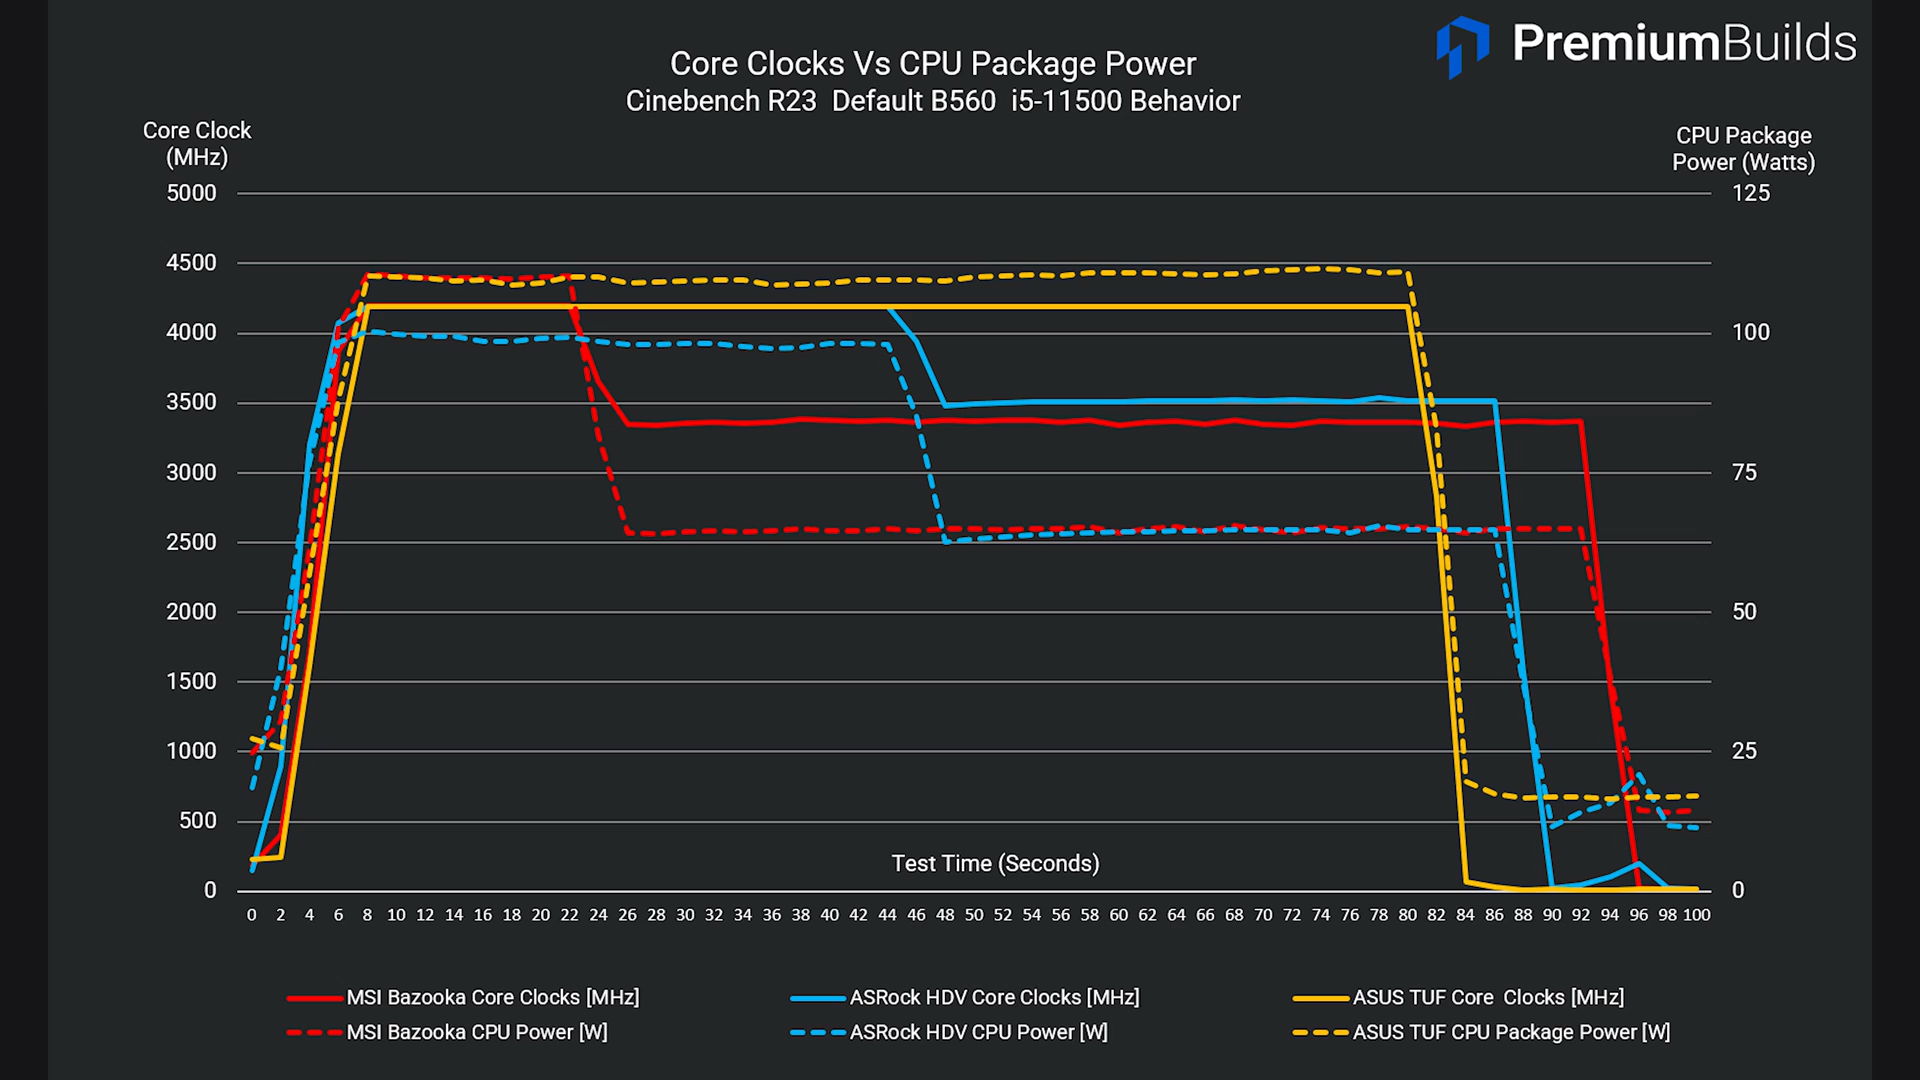 PremiumBuilds
Core Clocks Vs CPU Package Power
Cinebench R23 Default B560 i5-11500 Behavior
Core Clock
(MHz)
CPU Package
Power (Watts)
5000
125
4500
4000
100
3500
3000
75
2500
2000
50
1500
1000
25
500
Test Time (Seconds)
0
0
0 2 4 6 8 10 12 14 16 18 20 22 24 26 28 30 32 34 36 38 40 42 44 46 48 50 52 54 56 58 60 62 64 66 68 70 72 74 76 78 80 82 84 86 88 90 92 94 96 98 100
MSI Bazooka Core Clocks [MHz]
ASRock HDV Core Clocks [MHz]
ASUS TUF Core Clocks [MHz]
MSI Bazooka CPU Power [W]
ASRock HDV CPU Power [W]
ASUS TUF CPU Package Power [W]